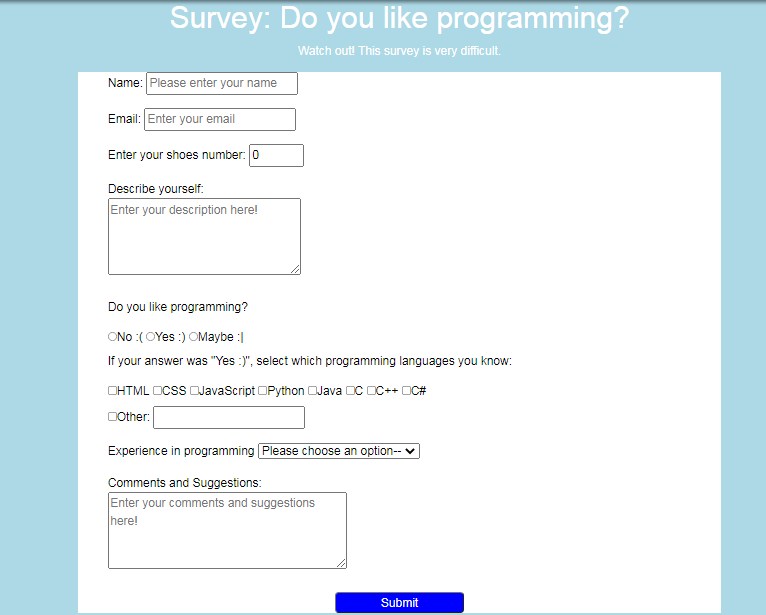 Survey: Do you like programming?
Watch out! This survey is very difficult.
Name: Please enter your name
Email: Enter your email
Enter your shoes number: 0
Describe yourself:
Enter your description here!
Do you like programming?
No :( Yes :) Maybe :|
If your answer was "Yes :)", select which programming languages you know:
HTML CSS JavaScript Python Java C C++ C#
Other:
Experience in programming Please choose an option--
Comments and Suggestions:
Enter your comments and suggestions
here!
Submit